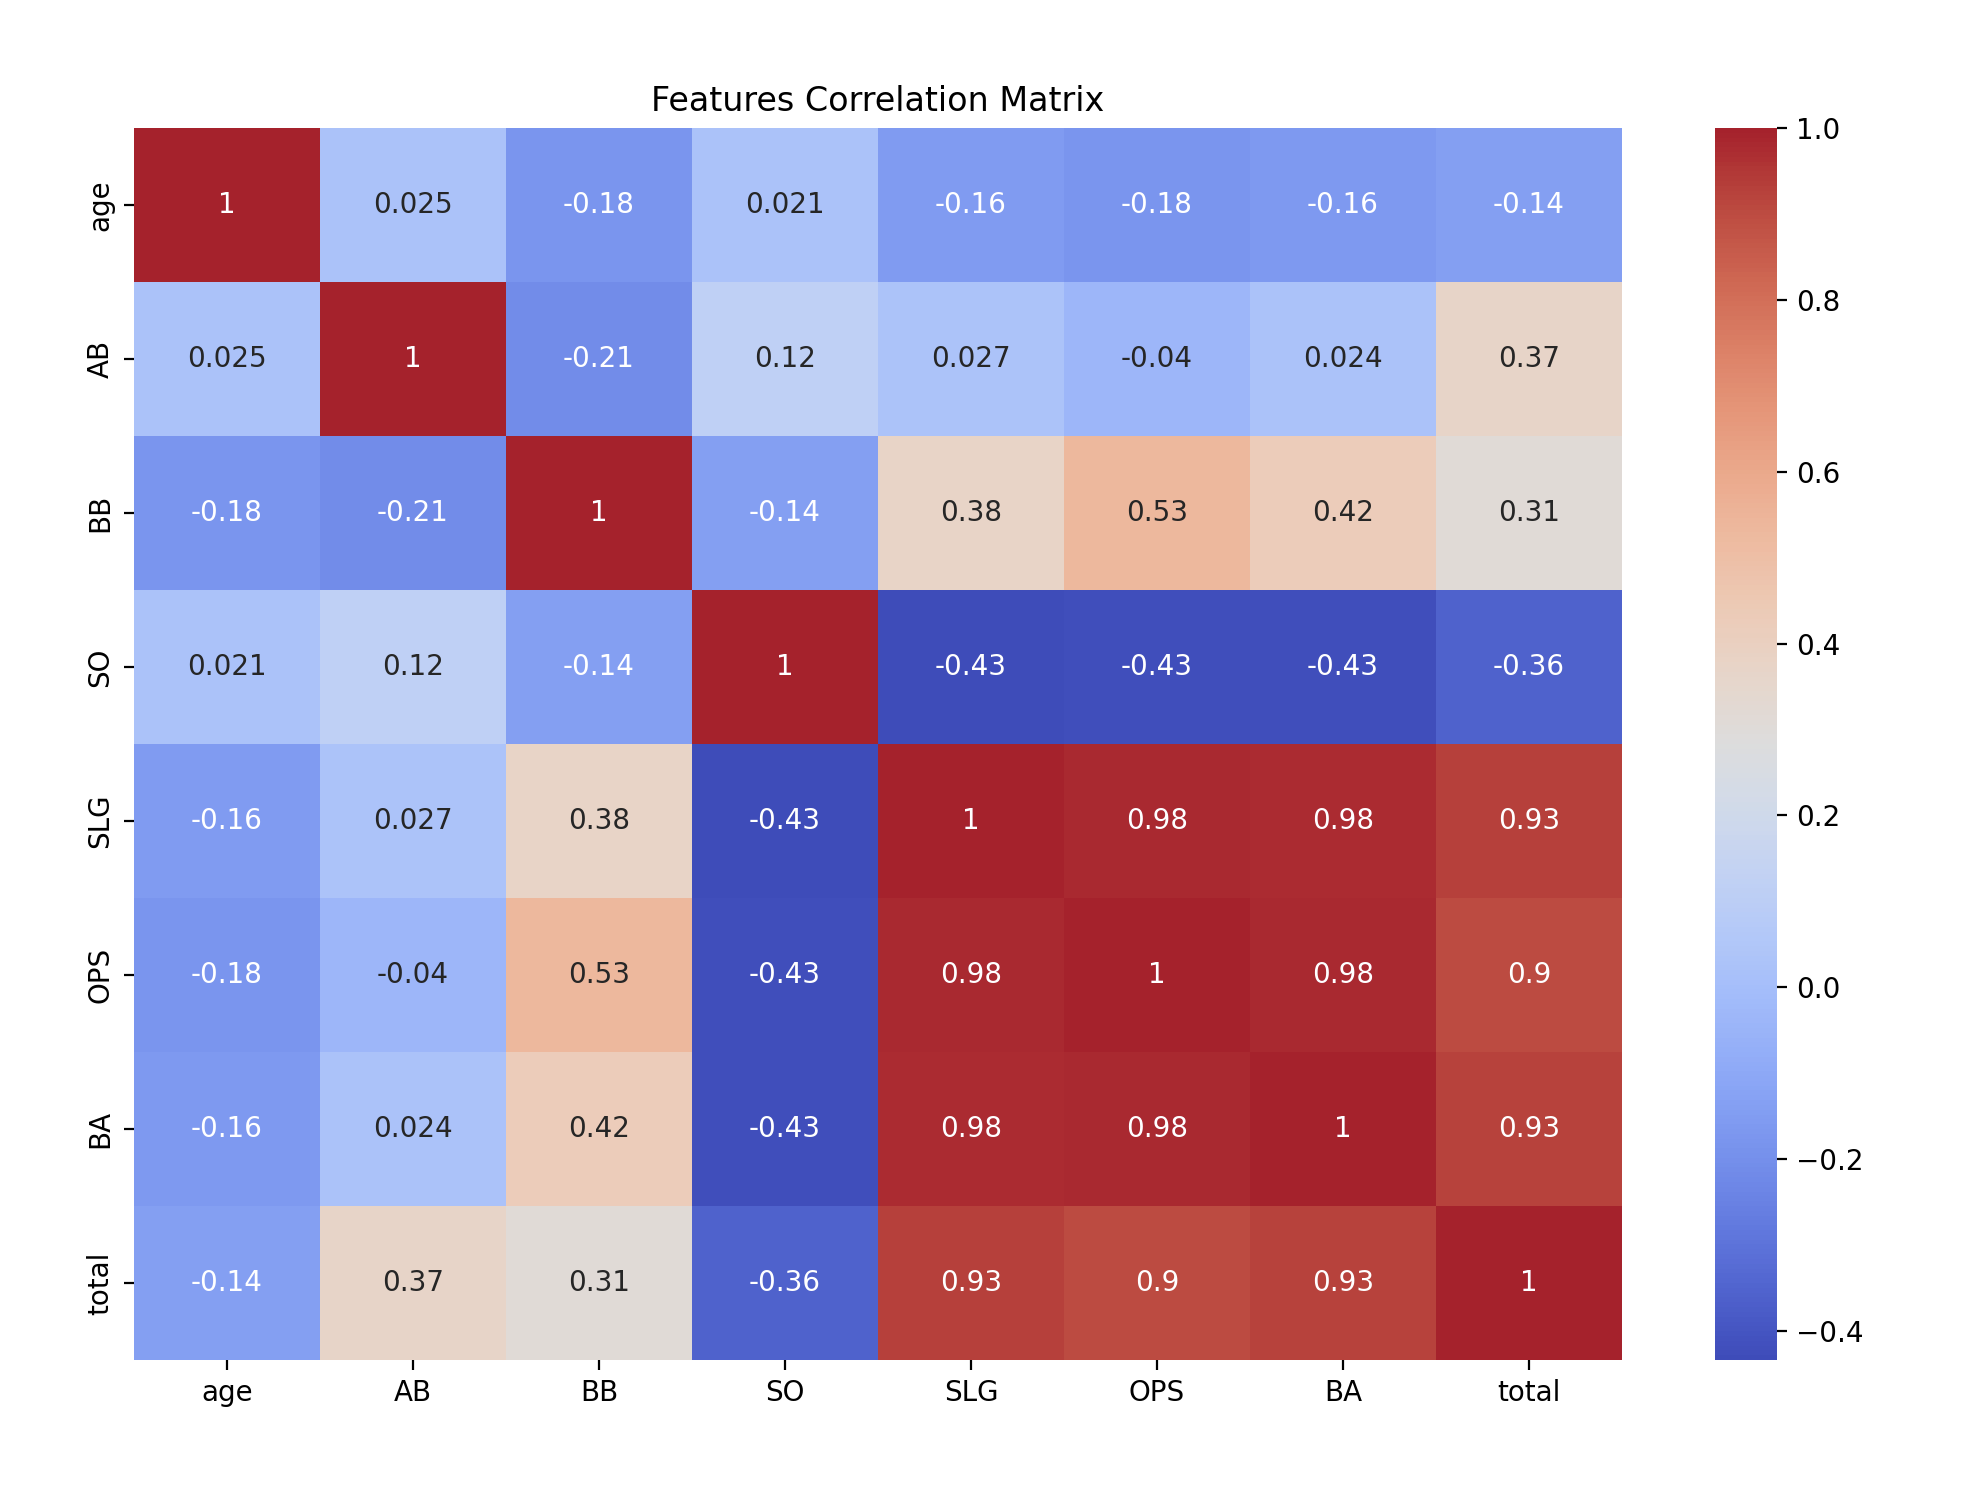 Features Correlation Matrix
age 1 0.025 -0.18 0.021 -0.16 -0.18 -0.16 -0.14
AB 0.025 1 -0.21 0.12 0.027 -0.04 0.024 0.37
BB -0.18 -0.21 1 -0.14 0.38 0.53 0.42 0.31
SO 0.021 0.12 -0.14 1 -0.43 -0.43 -0.43 -0.36
SLG -0.16 0.027 0.38 -0.43 1 0.98 0.98 0.93
OPS -0.18 -0.04 0.53 -0.43 0.98 1 0.98 0.9
BA -0.16 0.024 0.42 -0.43 0.98 0.98 1 0.93
total -0.14 0.37 0.31 -0.36 0.93 0.9 0.93 1
age AB BB SO SLG OPS BA total
1.0
0.8
0.6
0.4
0.2
0.0
−0.2
−0.4